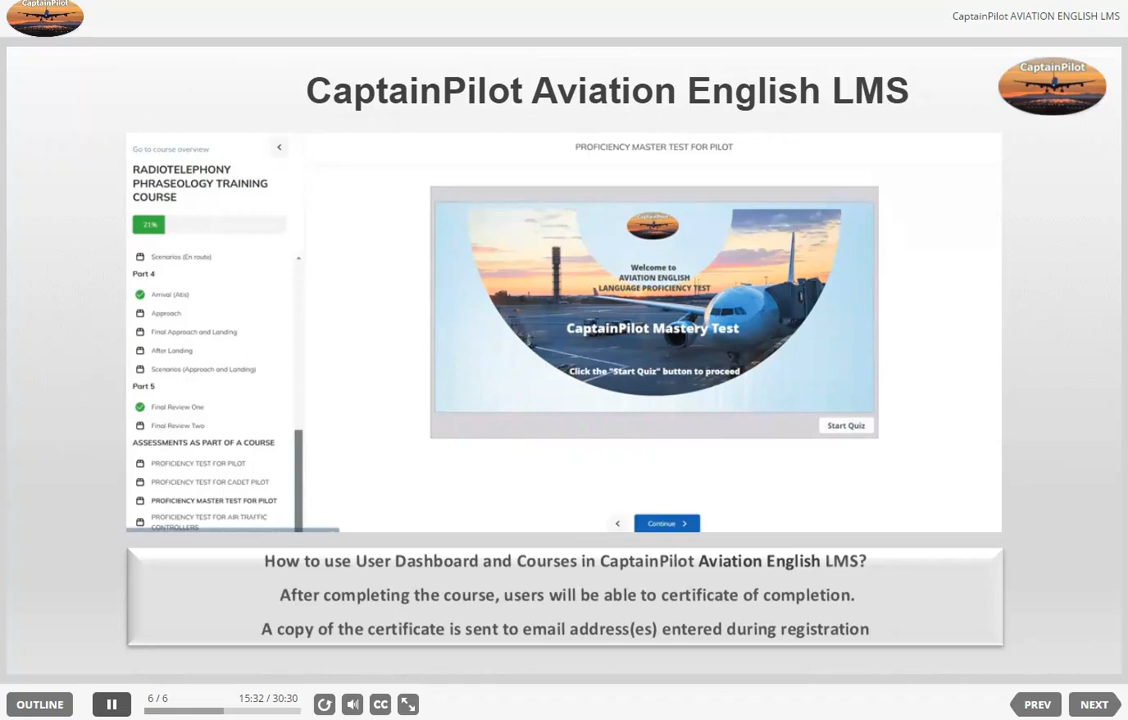 CaptainPilot
CaptainPilot AVIATION ENGLISH LMS
CaptainPilot Aviation English LMS
CaptainPilot
Go to course overview
RADIOTELEPHONY
PHRASEOLOGY TRAINING
COURSE
21%
Scenarios (En route)
Part 4
Arrival (Atis)
Approach
Final Approach and Landing
After Landing
Scenarios (Approach and Landing)
Part 5
Final Review One
Final Review Two
ASSESSMENTS AS PART OF A COURSE
PROFICIENCY TEST FOR PILOT
PROFICIENCY TEST FOR CADET PILOT
PROFICIENCY MASTER TEST FOR PILOT
PROFICIENCY TEST FOR AIR TRAFFIC
CONTROLLERS
PROFICIENCY MASTER TEST FOR PILOT
CaptainPilot
Welcome to
AVIATION ENGLISH
LANGUAGE PROFICIENCY TEST
CaptainPilot Mastery Test
Click the "Start Quiz" button to proceed
Start Quiz
Continue
How to use User Dashboard and Courses in CaptainPilot Aviation English LMS?
After completing the course, users will be able to certificate of completion.
A copy of the certificate is sent to email address(es) entered during registration
OUTLINE
6 / 6
15:32 / 30:30
CC
PREV
NEXT